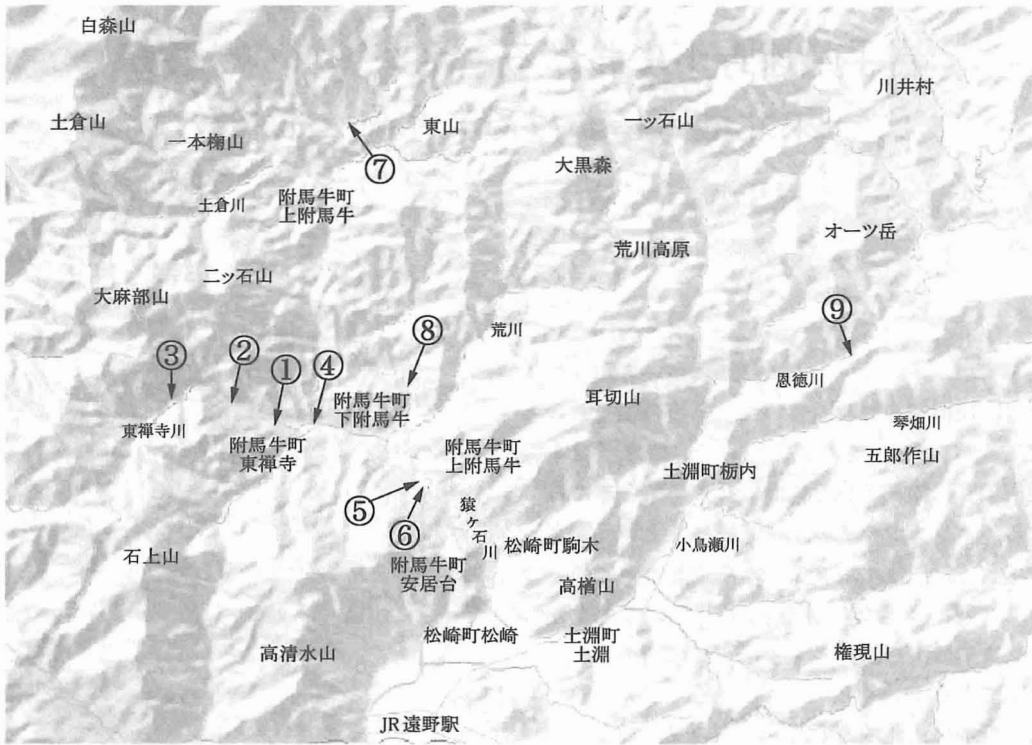 白森山
川井村
土倉山
一本椈山
東山
一ッ石山
⑦
大黒森
附馬牛町
上附馬牛
土倉川
オーツ岳
荒川高原
二ッ石山
大麻部山
⑨
⑧
荒川
③
②
①
④
恩徳川
附馬牛町
下附馬牛
耳切山
東禅寺川
琴畑川
附馬牛町
東禅寺
附馬牛町
上附馬牛
五郎作山
土淵町栃内
⑤
⑥
猿ヶ石川
石上山
松崎町駒木
小烏瀬川
附馬牛町
安居台
高楢山
高清水山
松崎町松崎
土淵町
土淵
権現山
JR遠野駅